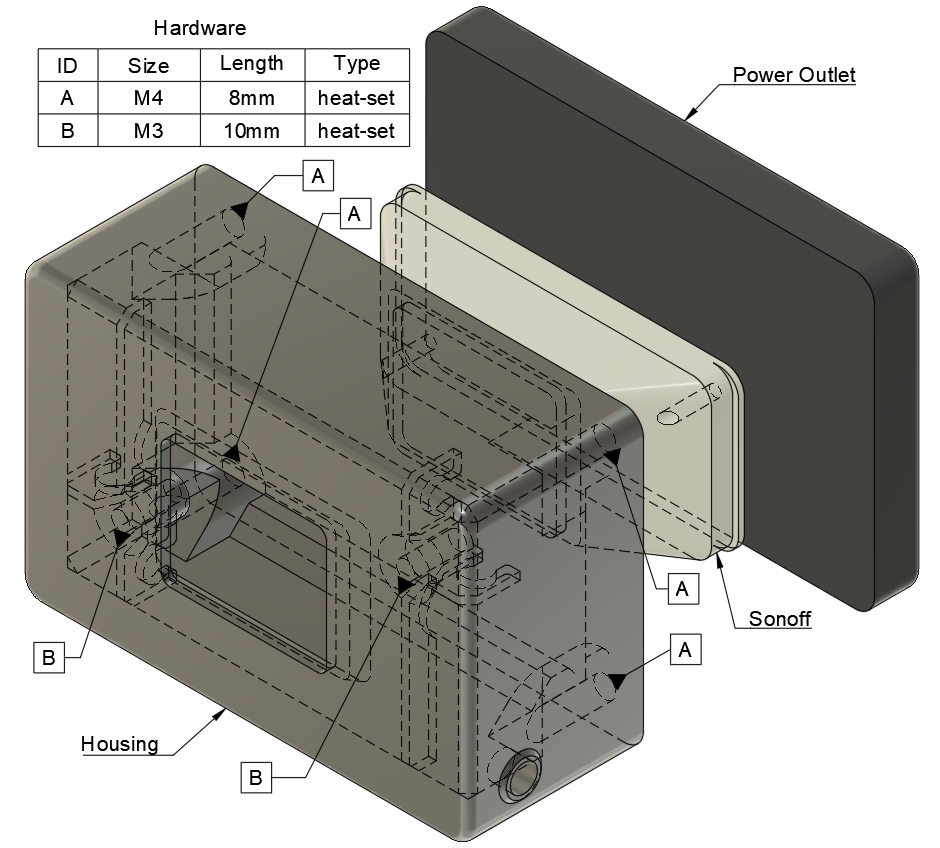 Hardware
ID Size Length Type
A M4 8mm heat-set
B M3 10mm heat-set
Power Outlet
A
A
A
Sonoff
A
B
Housing
B